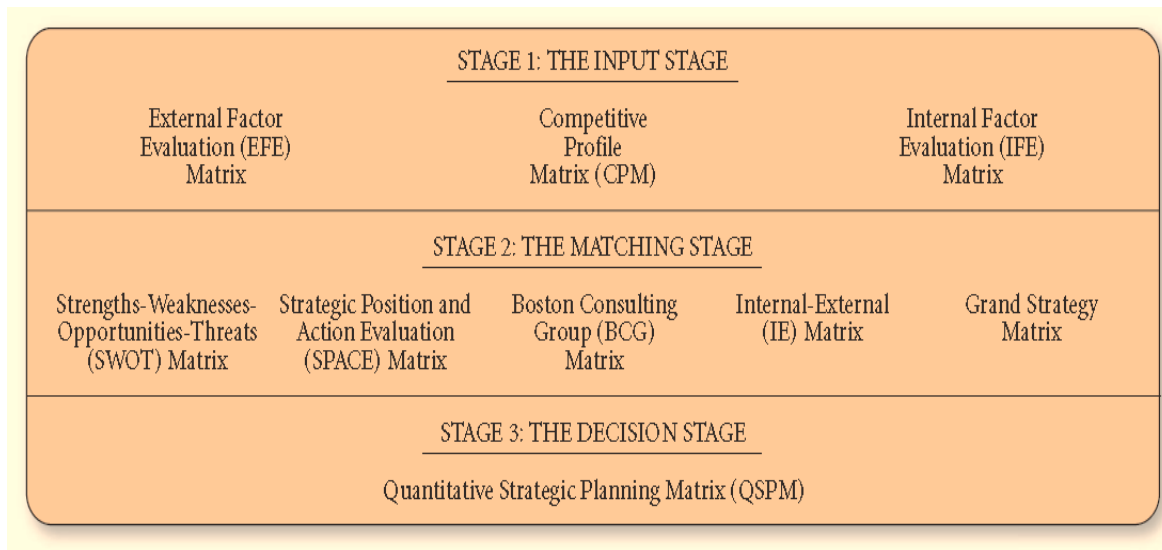 STAGE 1: THE INPUT STAGE
External Factor
Evaluation (EFE)
Matrix
Competitive
Profile
Matrix (CPM)
Internal Factor
Evaluation (IFE)
Matrix
STAGE 2: THE MATCHING STAGE
Strengths-Weaknesses-
Opportunities-Threats
(SWOT) Matrix
Strategic Position and
Action Evaluation
(SPACE) Matrix
Boston Consulting
Group (BCG)
Matrix
Internal-External
(IE) Matrix
Grand Strategy
Matrix
STAGE 3: THE DECISION STAGE
Quantitative Strategic Planning Matrix (QSPM)